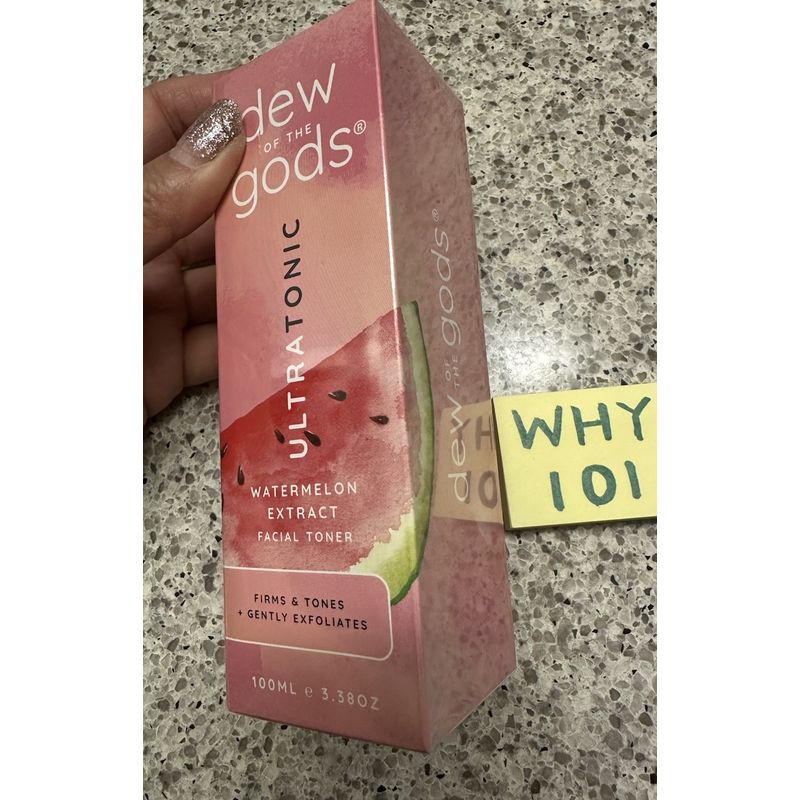 dew
OF THE
gods®
ULTRATONIC
WATERMELON
EXTRACT
FACIAL TONER
FIRMS & TONES
+ GENTLY EXFOLIATES
100ML e 3.38OZ
dew OF THE gods®
WHY
101